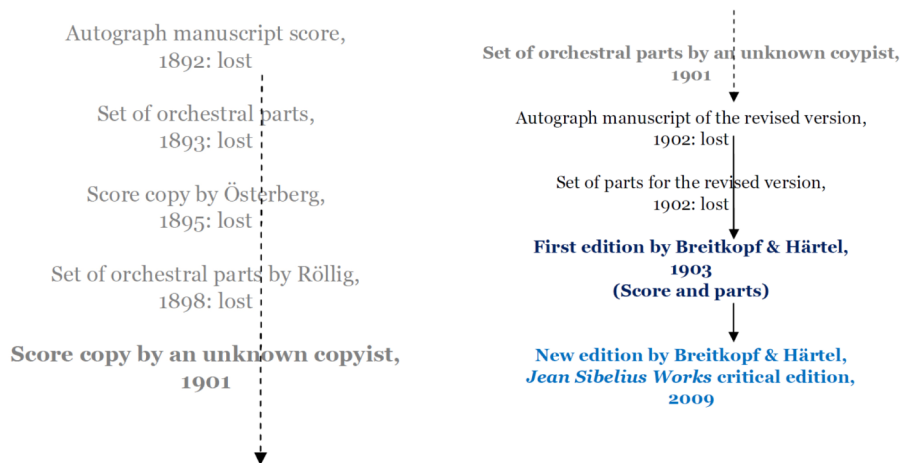 Autograph manuscript score,
1892: lost
Set of orchestral parts,
1893: lost
Score copy by Österberg,
1895: lost
Set of orchestral parts by Röllig,
1898: lost
Score copy by an unknown copyist,
1901
Set of orchestral parts by an unknown coypist,
1901
Autograph manuscript of the revised version,
1902: lost
Set of parts for the revised version,
1902: lost
First edition by Breitkopf & Härtel,
1903
(Score and parts)
New edition by Breitkopf & Härtel,
Jean Sibelius Works critical edition,
2009